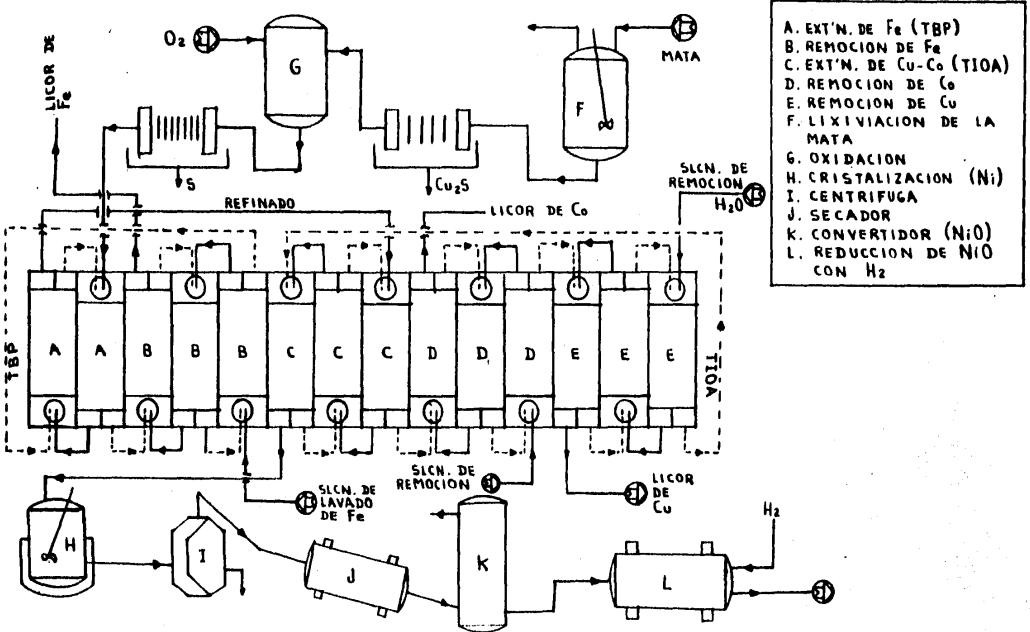 A. EXT'N. DE Fe (TBP)
B. REMOCION DE Fe
C. EXT'N. DE Cu-Co (TIOA)
D. REMOCION DE Co
E. REMOCION DE Cu
F. LIXIVIACION DE LA
MATA
G. OXIDACION
H. CRISTALIZACION (Ni)
I. CENTRIFUGA
J. SECADOR
K. CONVERTIDOR (NiO)
L. REDUCCION DE NiO
CON H2
O2
G
MATA
F
LICOR DE
Fe
S
Cu2S
SLCN. DE
REMOCION
H2O
REFINADO
LICOR DE Co
TBP
A
A
B
B
B
C
C
C
D
D
D
E
E
E
TIOA
SLCN. DE
LAVADO
DE Fe
SLCN. DE
REMOCION
LICOR
DE
Cu
H2
H
I
J
K
L